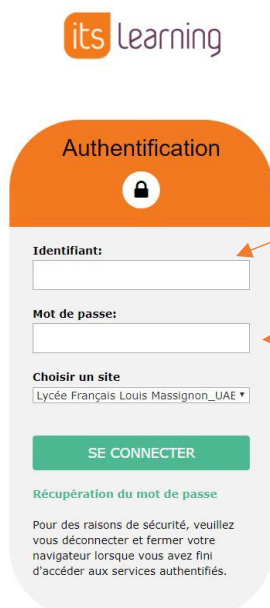 its Learning
Authentification
Identifiant:
Mot de passe:
Choisir un site
Lycée Français Louis Massignon_UAE
SE CONNECTER
Récupération du mot de passe
Pour des raisons de sécurité, veuillez
vous déconnecter et fermer votre
navigateur lorsque vous avez fini
d'accéder aux services authentifiés.